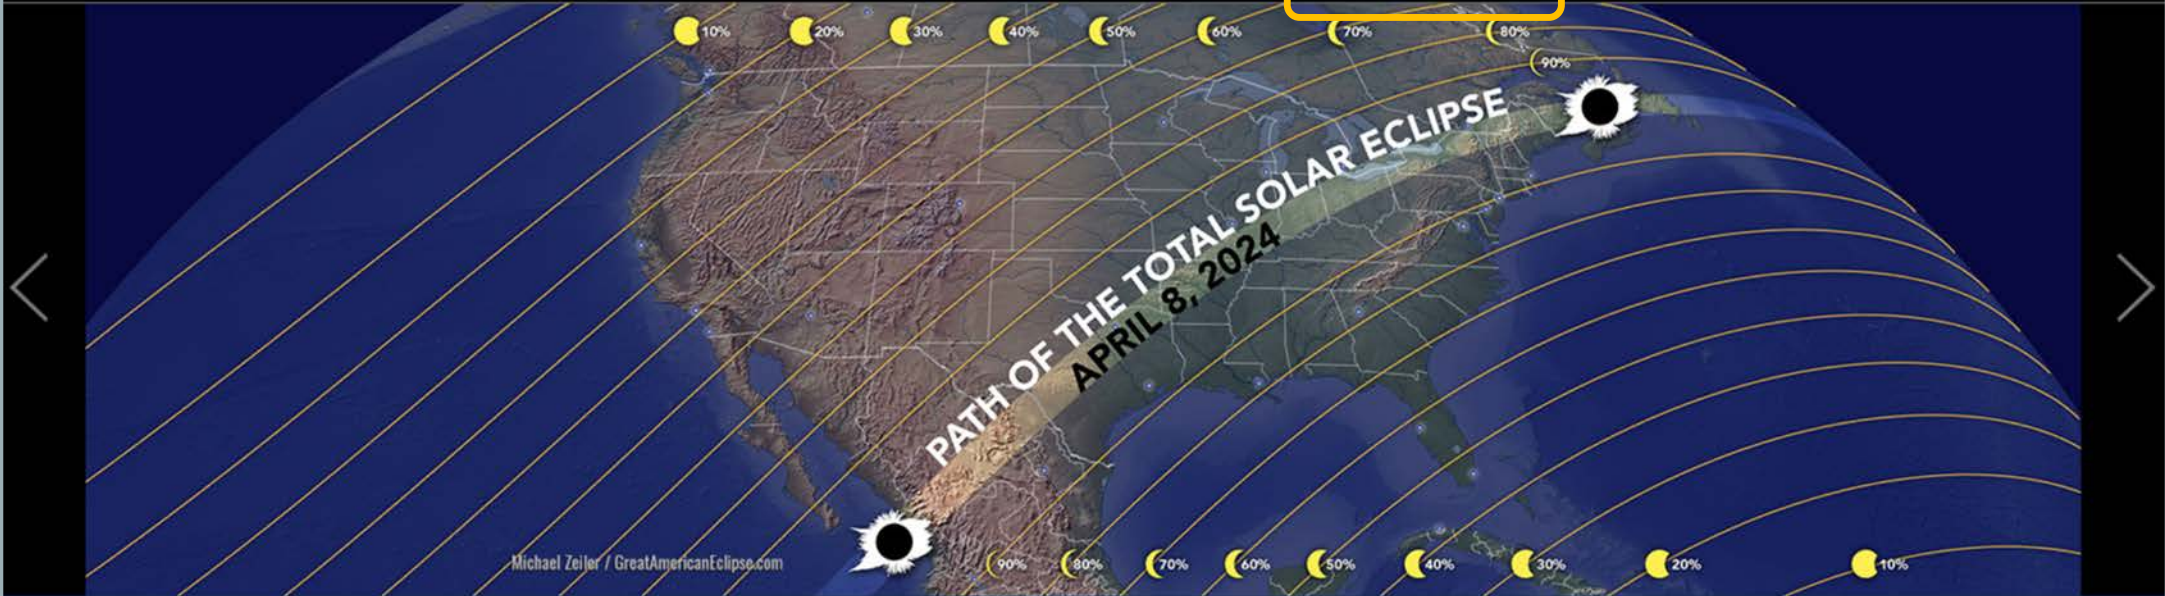 10% 20% 30% 40% 50% 60% 70% 80%
90%
PATH OF THE TOTAL SOLAR ECLIPSE
APRIL 8, 2024
Michael Zeiler / GreatAmericanEclipse.com
90% 80% 70% 60% 50% 40% 30% 20% 10%